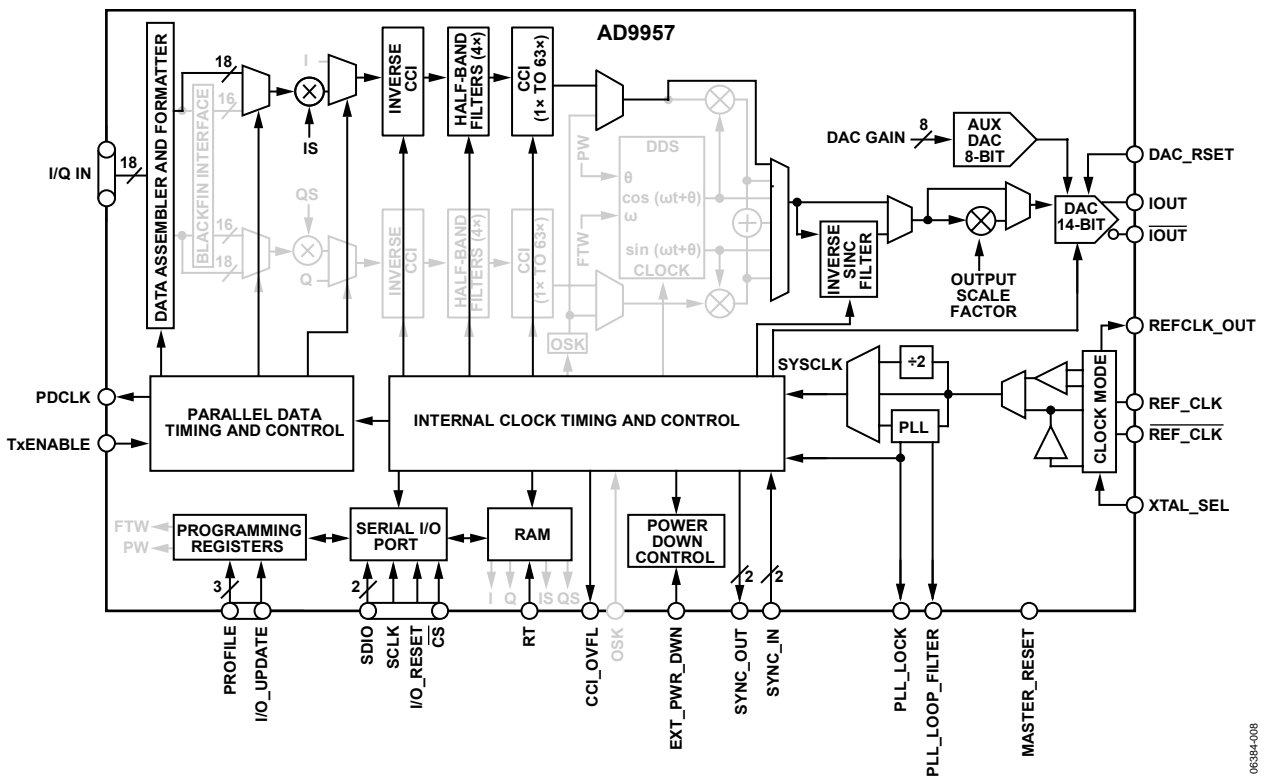 AD9957
I/Q IN
18
DATA ASSEMBLER AND FORMATTER
BLACKFIN INTERFACE
18
16
16
18
I
IS
QS
Q
INVERSE
CCI
HALF-BAND
FILTERS (4×)
CCI
(1× TO 63×)
INVERSE
CCI
HALF-BAND
FILTERS (4×)
CCI
(1× TO 63×)
PW
FTW
DDS
θ
cos (ωt+θ)
ω
sin (ωt+θ)
CLOCK
OSK
INVERSE
SINC
FILTER
OUTPUT
SCALE
FACTOR
DAC GAIN
8
AUX
DAC
8-BIT
DAC
14-BIT
DAC_RSET
IOUT
IOUT
REFCLK_OUT
REF_CLK
REF_CLK
XTAL_SEL
CLOCK MODE
SYSCLK
÷2
PLL
PDCLK
TxENABLE
PARALLEL DATA
TIMING AND CONTROL
INTERNAL CLOCK TIMING AND CONTROL
FTW
PW
PROGRAMMING
REGISTERS
SERIAL I/O
PORT
RAM
POWER
DOWN
CONTROL
3
2
I
Q
IS
QS
2
2
PROFILE
I/O_UPDATE
SDIO
SCLK
I/O_RESET
CS
RT
CCI_OVFL
OSK
EXT_PWR_DWN
SYNC_OUT
SYNC_IN
PLL_LOCK
PLL_LOOP_FILTER
MASTER_RESET
06384-008